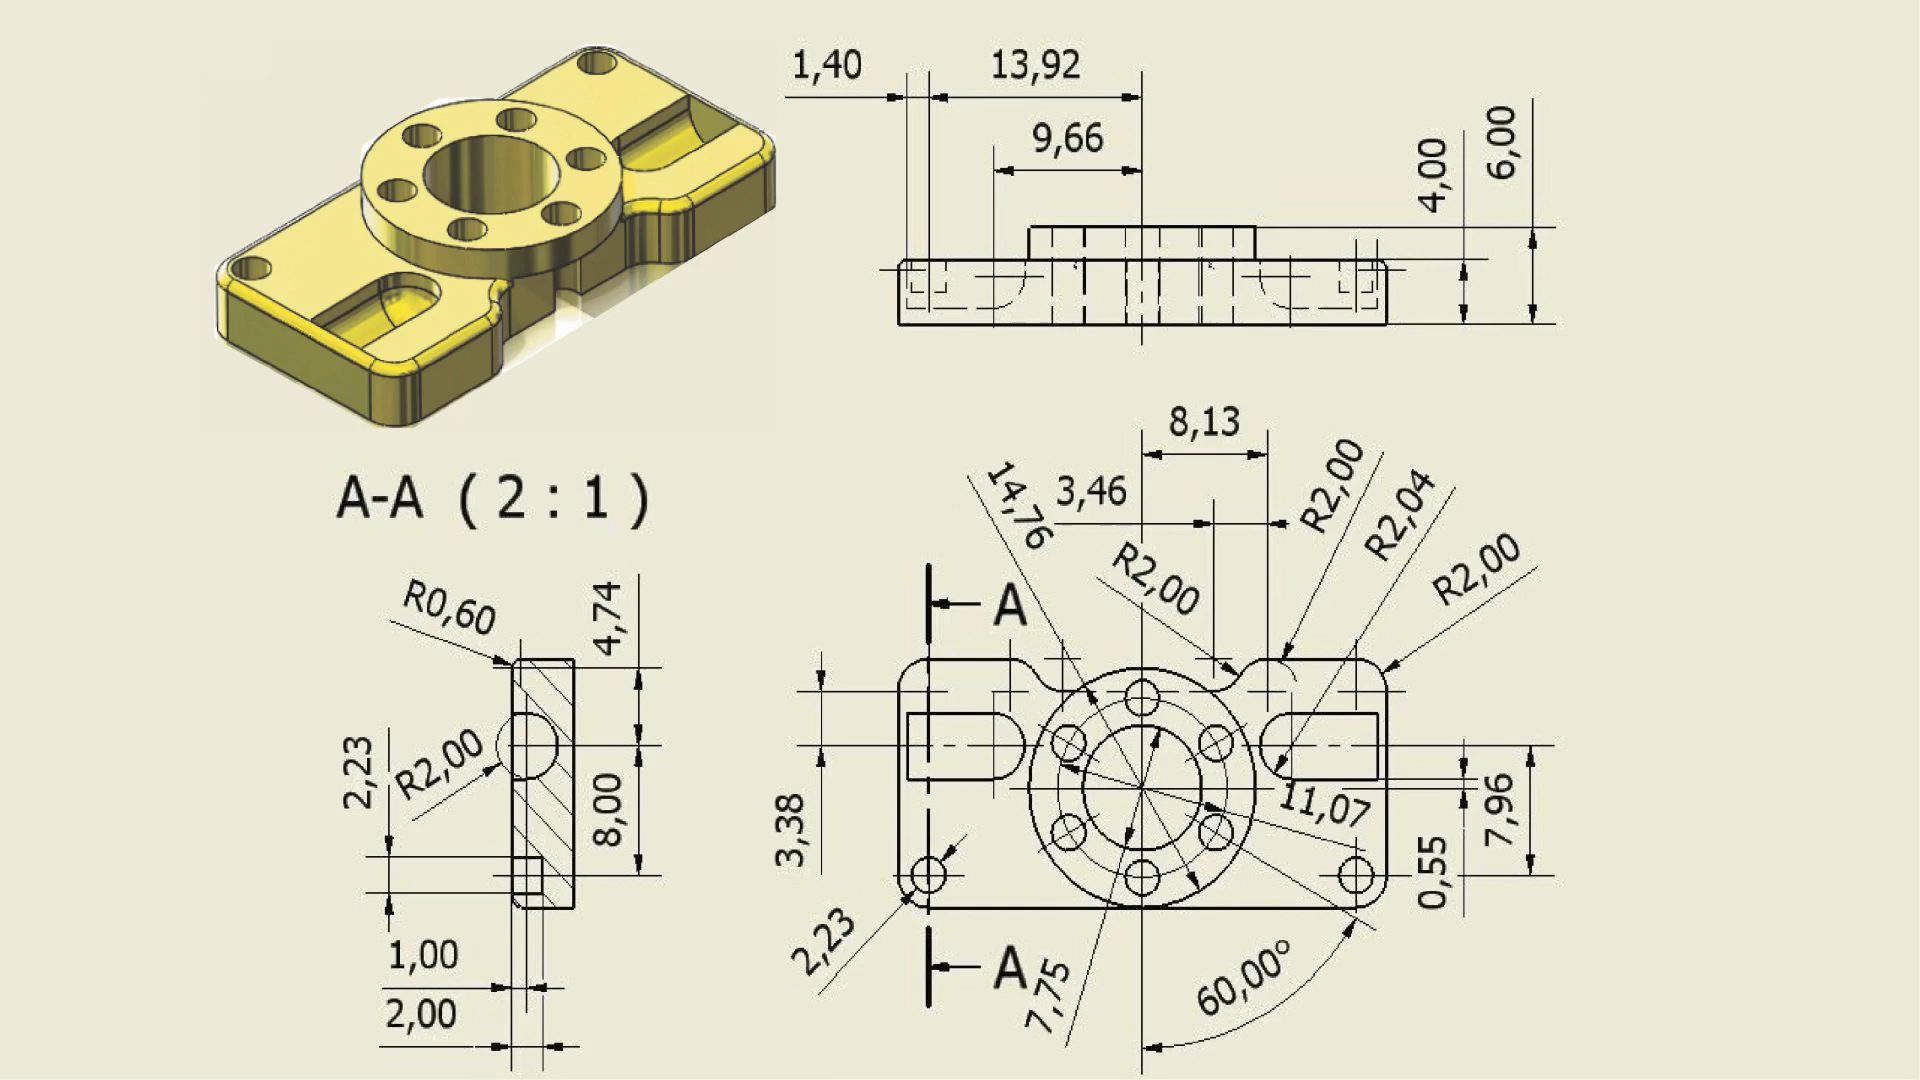 1,40
13,92
9,66
4,00
6,00
A-A ( 2 : 1 )
R0,60
4,74
2,23
R2,00
8,00
1,00
2,00
8,13
3,46
14,76
R2,00
R2,00
R2,04
R2,00
A
3,38
11,07
0,55
7,96
2,23
A
7,75
60,00°